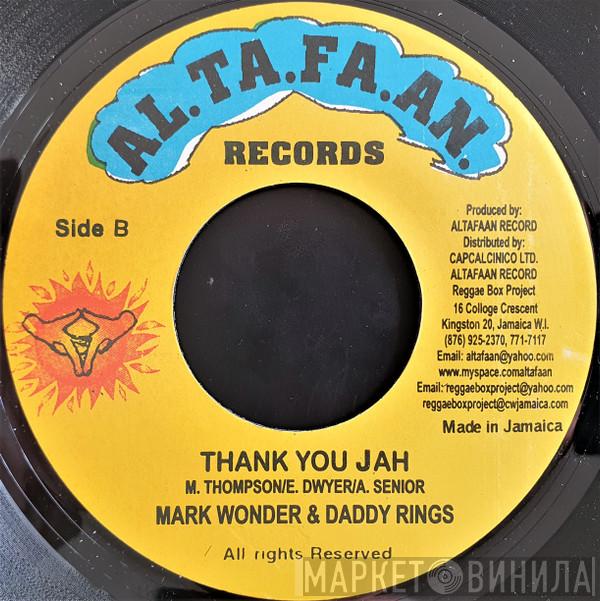 AL.TA.FA.AN.
RECORDS
Side B
Produced by:
ALTAFAAN RECORD
Distributed by:
CAPCALCINICO LTD.
ALTAFAAN RECORD
Reggae Box Project
16 Colloge Crescent
Kingston 20, Jamaica W.I.
(876) 925-2370, 771-7117
Email: altafaan@yahoo.com
www.myspace.comaltafaan
Email: reggaeboxproject@yahoo.com
reggaeboxproject@cwjamaica.com
Made in Jamaica
THANK YOU JAH
M. THOMPSON/E. DWYER/A. SENIOR
MARK WONDER & DADDY RINGS
All rights Reserved
МАРКЕТ ВИНИЛА